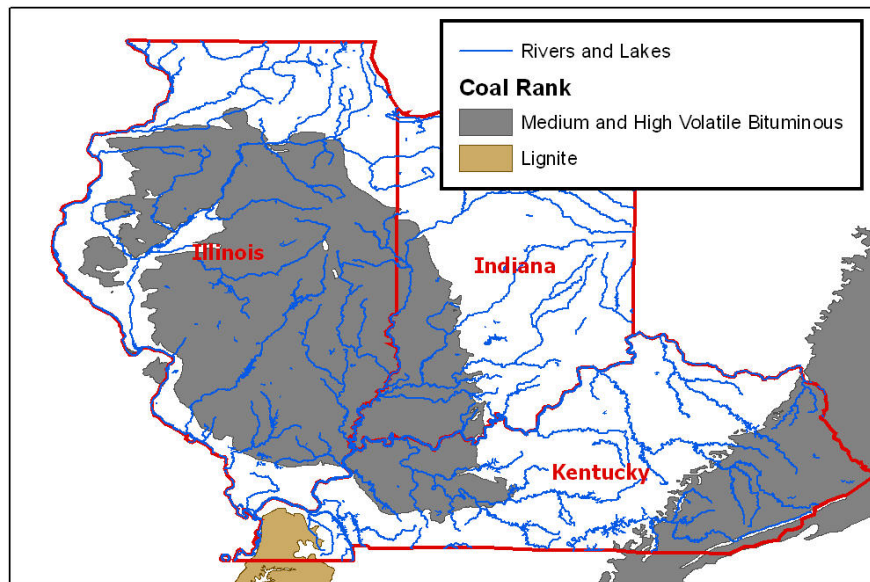 Rivers and Lakes
Coal Rank
Medium and High Volatile Bituminous
Lignite
Illinois
Indiana
Kentucky